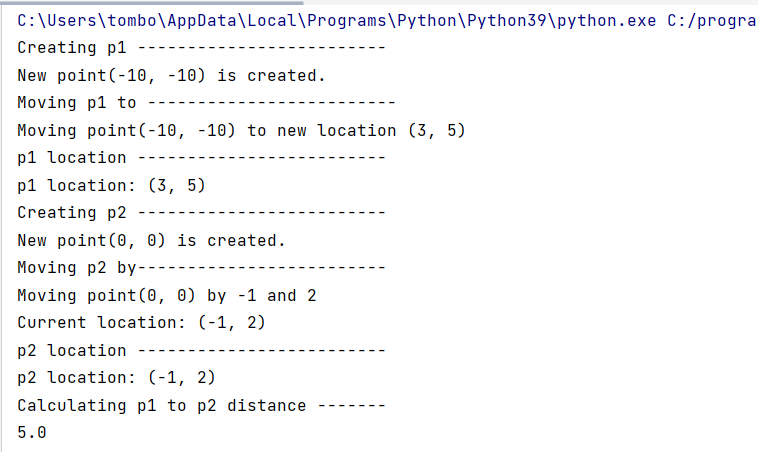 C:\Users\tombo\AppData\Local\Programs\Python\Python39\python.exe C:/progra
Creating p1 -------------------------
New point(-10, -10) is created.
Moving p1 to -------------------------
Moving point(-10, -10) to new location (3, 5)
p1 location -------------------------
p1 location: (3, 5)
Creating p2 -------------------------
New point(0, 0) is created.
Moving p2 by-------------------------
Moving point(0, 0) by -1 and 2
Current location: (-1, 2)
p2 location -------------------------
p2 location: (-1, 2)
Calculating p1 to p2 distance -------
5.0